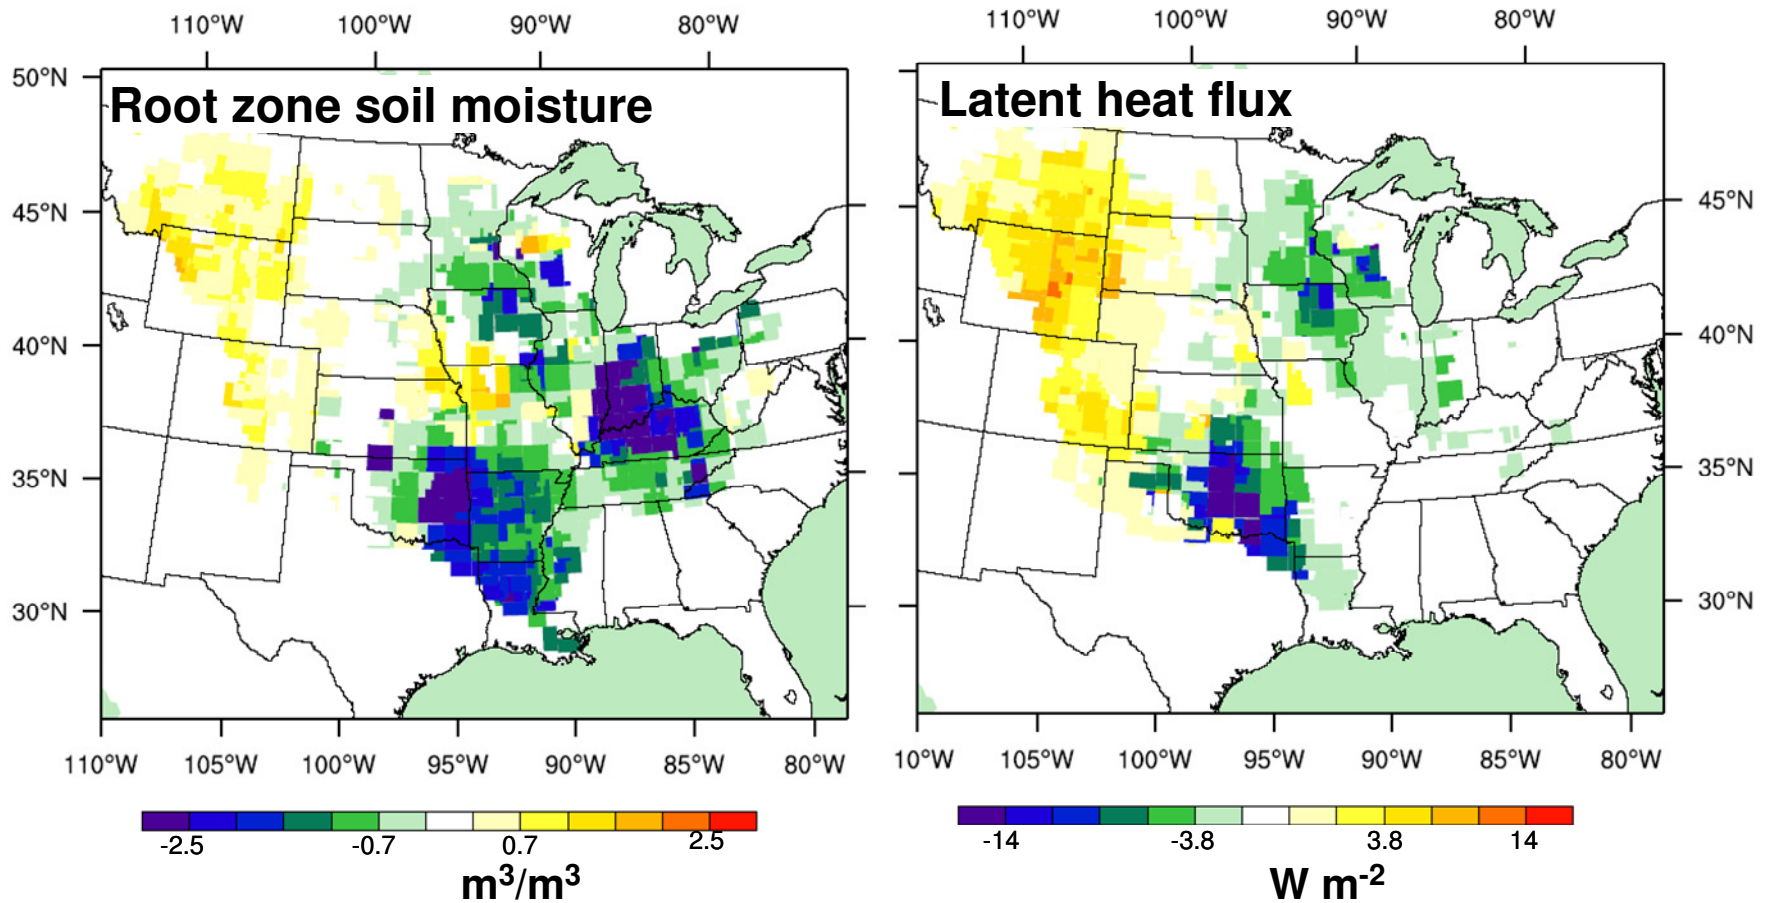 110°W 100°W 90°W 80°W
110°W 100°W 90°W 80°W
50°N
Root zone soil moisture
Latent heat flux
45°N
45°N
40°N
40°N
35°N
35°N
30°N
30°N
110°W 105°W 100°W 95°W 90°W 85°W 80°W
10°W 105°W 100°W 95°W 90°W 85°W 80°W
-2.5 -0.7 0.7 2.5
-14 -3.8 3.8 14
m³/m³
W m⁻²